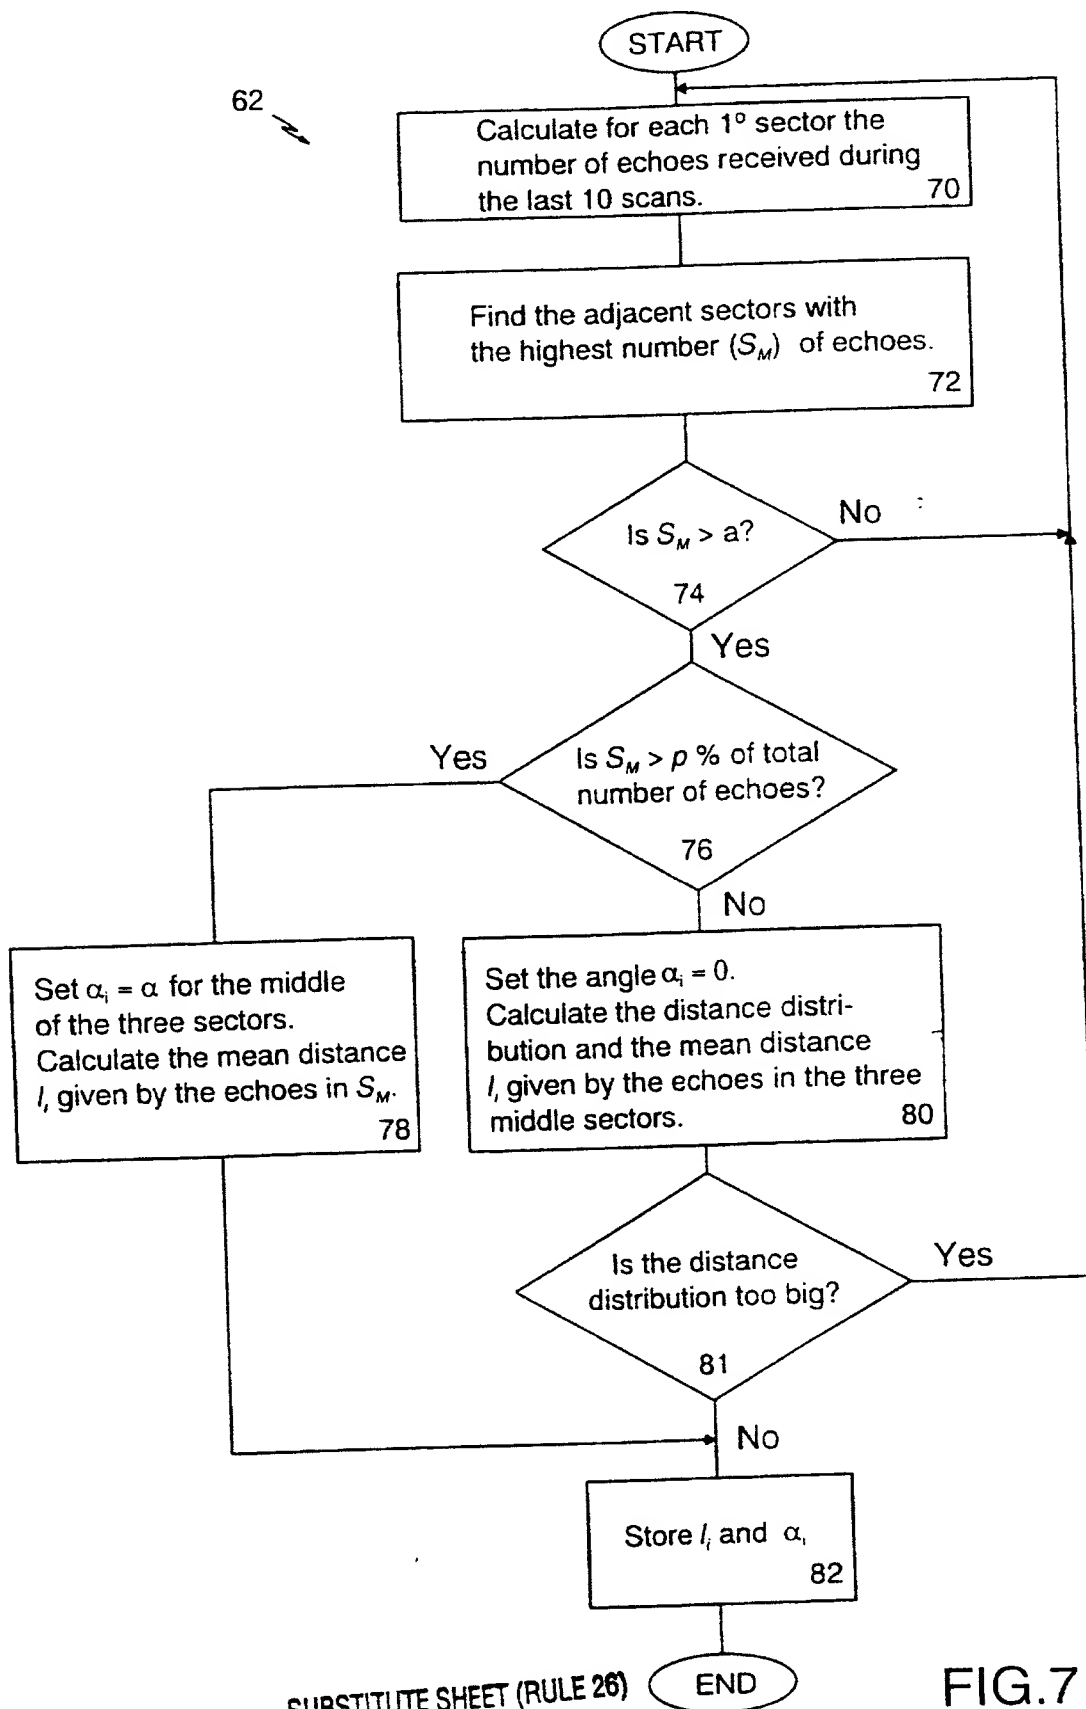 START
62
Calculate for each 1° sector the
number of echoes received during
the last 10 scans.
70
Find the adjacent sectors with
the highest number (S_M) of echoes.
72
Is S_M > a?
74
No
Yes
Is S_M > p % of total
number of echoes?
76
Yes
No
Set α_i = α for the middle
of the three sectors.
Calculate the mean distance
l, given by the echoes in S_M.
78
Set the angle α_i = 0.
Calculate the distance distri-
bution and the mean distance
l, given by the echoes in the three
middle sectors.
80
Is the distance
distribution too big?
81
Yes
No
Store l_i and α_i
82
END
SUBSTITUTE SHEET (RULE 26)
FIG.7